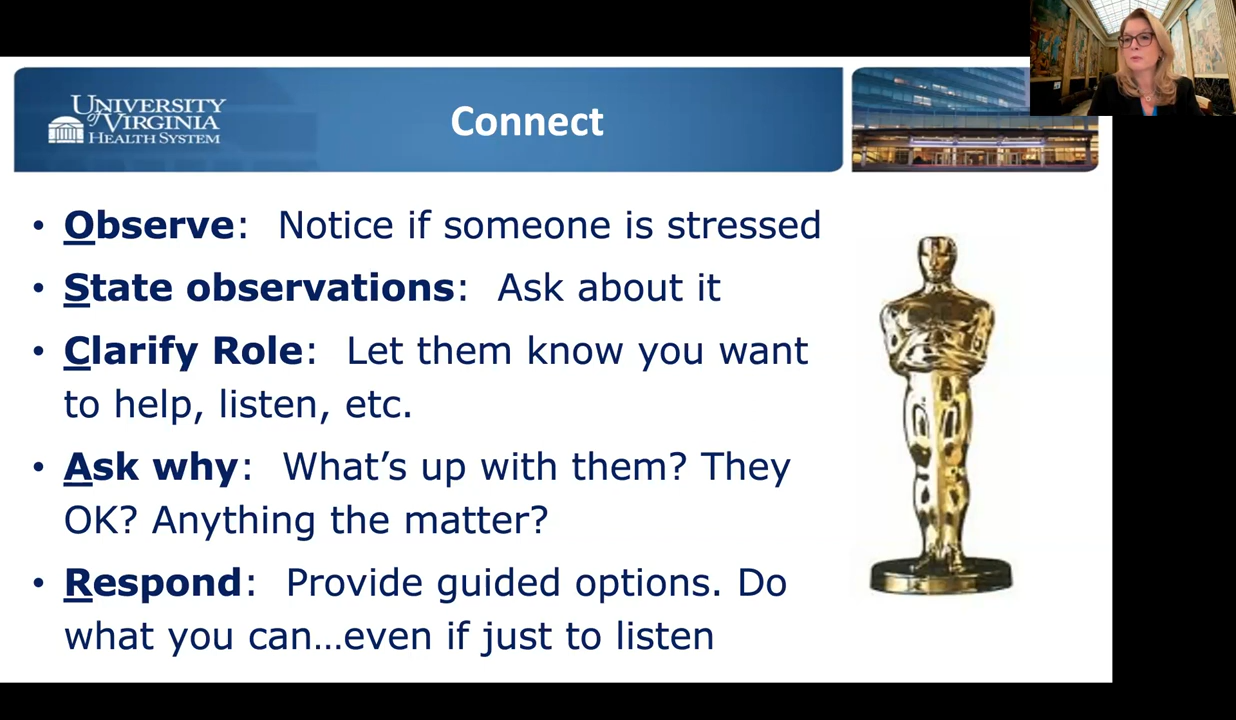 UNIVERSITY
of VIRGINIA
HEALTH SYSTEM
Connect
• Observe:  Notice if someone is stressed
• State observations:  Ask about it
• Clarify Role:  Let them know you want
to help, listen, etc.
• Ask why:  What’s up with them? They
OK? Anything the matter?
• Respond:  Provide guided options. Do
what you can…even if just to listen